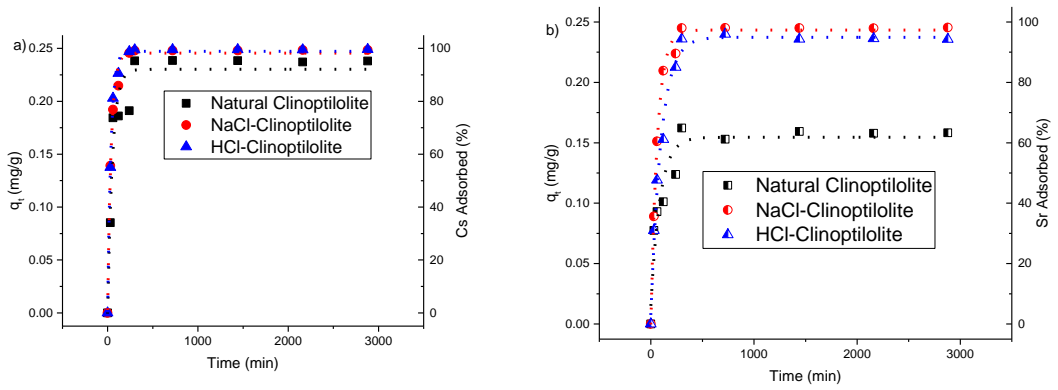 a)
0.25
0.20
0.15
0.10
0.05
0.00
qt (mg/g)
Natural Clinoptilolite
NaCl-Clinoptilolite
HCl-Clinoptilolite
100
80
60
40
20
0
Cs Adsorbed (%)
0 1000 2000 3000
Time (min)
b)
0.25
0.20
0.15
0.10
0.05
0.00
qt (mg/g)
Natural Clinoptilolite
NaCl-Clinoptilolite
HCl-Clinoptilolite
100
80
60
40
20
0
Sr Adsorbed (%)
0 1000 2000 3000
Time (min)